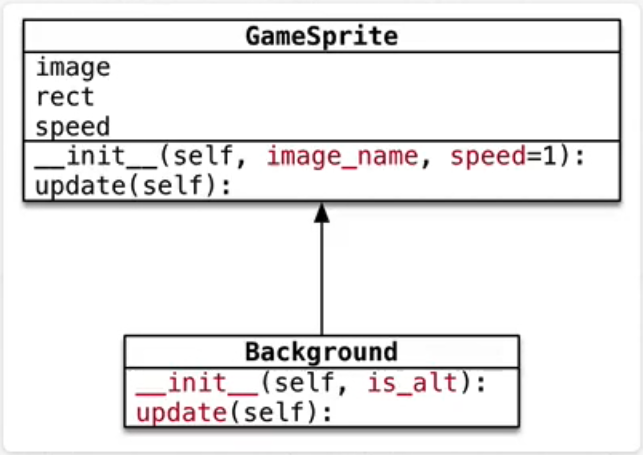 GameSprite
image
rect
speed
__init__(self, image_name, speed=1):
update(self):
Background
__init__(self, is_alt):
update(self):